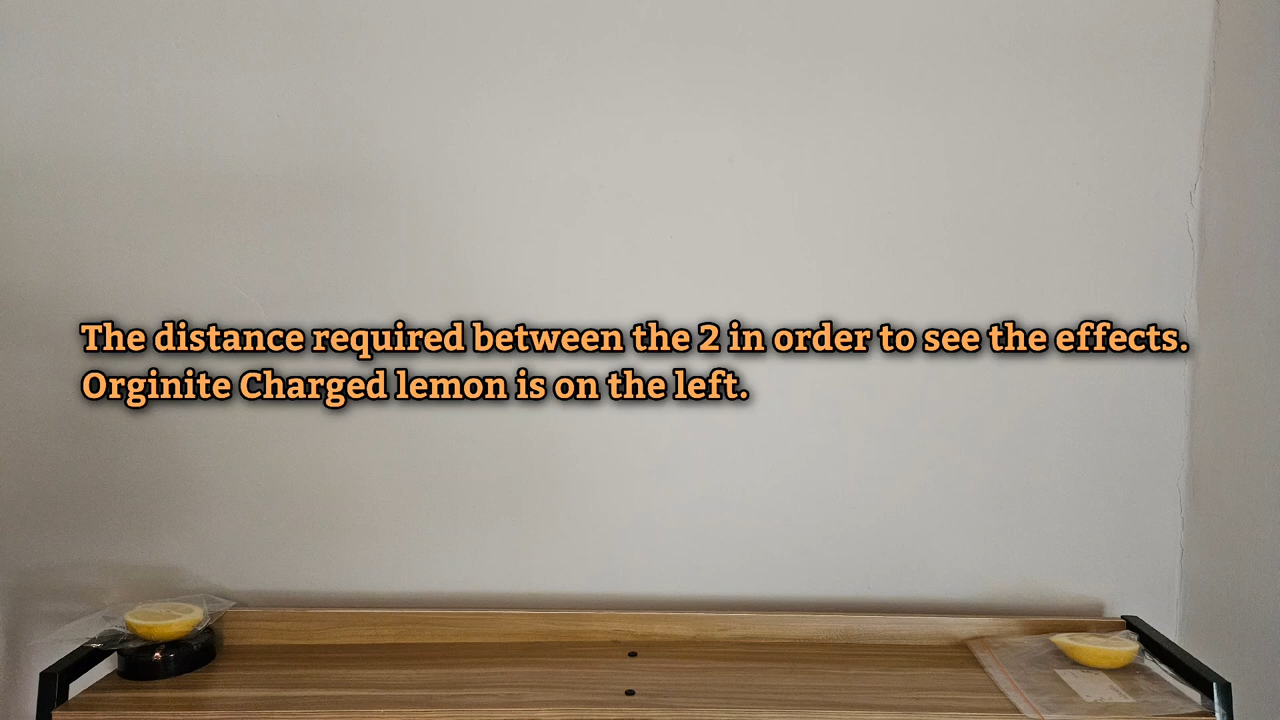 The distance required between the 2 in order to see the effects.
Orginite Charged lemon is on the left.